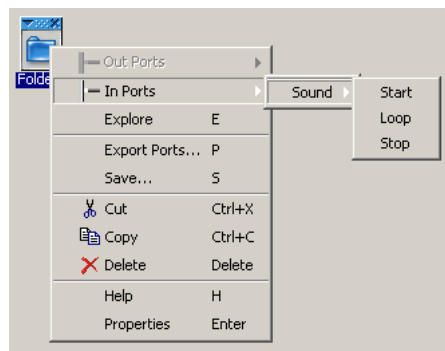 Folde
Out Ports
In Ports
Sound
Start
Loop
Stop
Explore E
Export Ports... P
Save... S
Cut Ctrl+X
Copy Ctrl+C
Delete Delete
Help H
Properties Enter